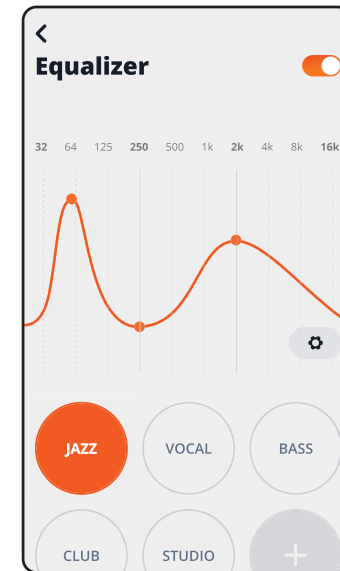 Equalizer
32 64 125 250 500 1k 2k 4k 8k 16k
JAZZ VOCAL BASS
CLUB STUDIO